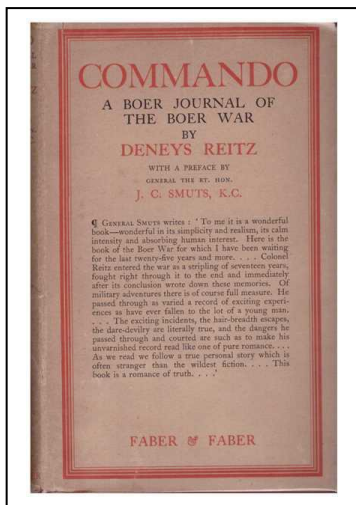 COMMANDO
A BOER JOURNAL OF
THE BOER WAR
BY
DENEYS REITZ
WITH A PREFACE BY
GENERAL THE RT. HON.
J. C. SMUTS, K.C.
¶ GENERAL SMUTS writes : ' To me it is a wonderful
book—wonderful in its simplicity and realism, its calm
intensity and absorbing human interest. Here is the
book of the Boer War for which I have been waiting
for the last twenty-five years and more. . . . Colonel
Reitz entered the war as a stripling of seventeen years,
fought right through it to the end and immediately
after its conclusion wrote down these memories. Of
military adventures there is of course full measure. He
passed through as varied a record of exciting experi-
ences as have ever fallen to the lot of a young man.
. . . The exciting incidents, the hair-breadth escapes,
the dare-devilry are literally true, and the dangers he
passed through and courted are such as to make his
unvarnished record read like one of pure romance. . . .
As we read we follow a true personal story which is
often stranger than the wildest fiction. . . . This
book is a romance of truth. . . .'
FABER & FABER